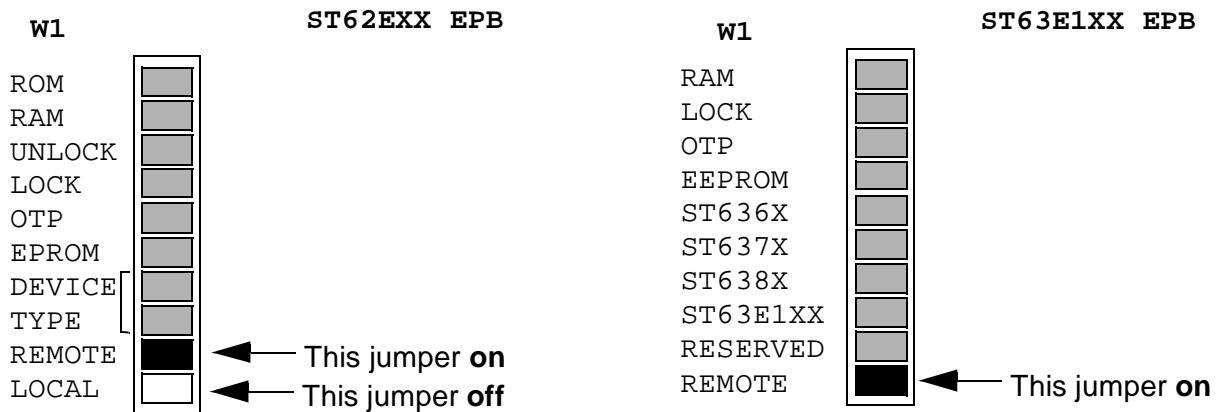 ST62EXX EPB
W1
ROM
RAM
UNLOCK
LOCK
OTP
EPROM
DEVICE
TYPE
REMOTE
LOCAL
This jumper on
This jumper off
ST63E1XX EPB
W1
RAM
LOCK
OTP
EEPROM
ST636X
ST637X
ST638X
ST63E1XX
RESERVED
REMOTE
This jumper on